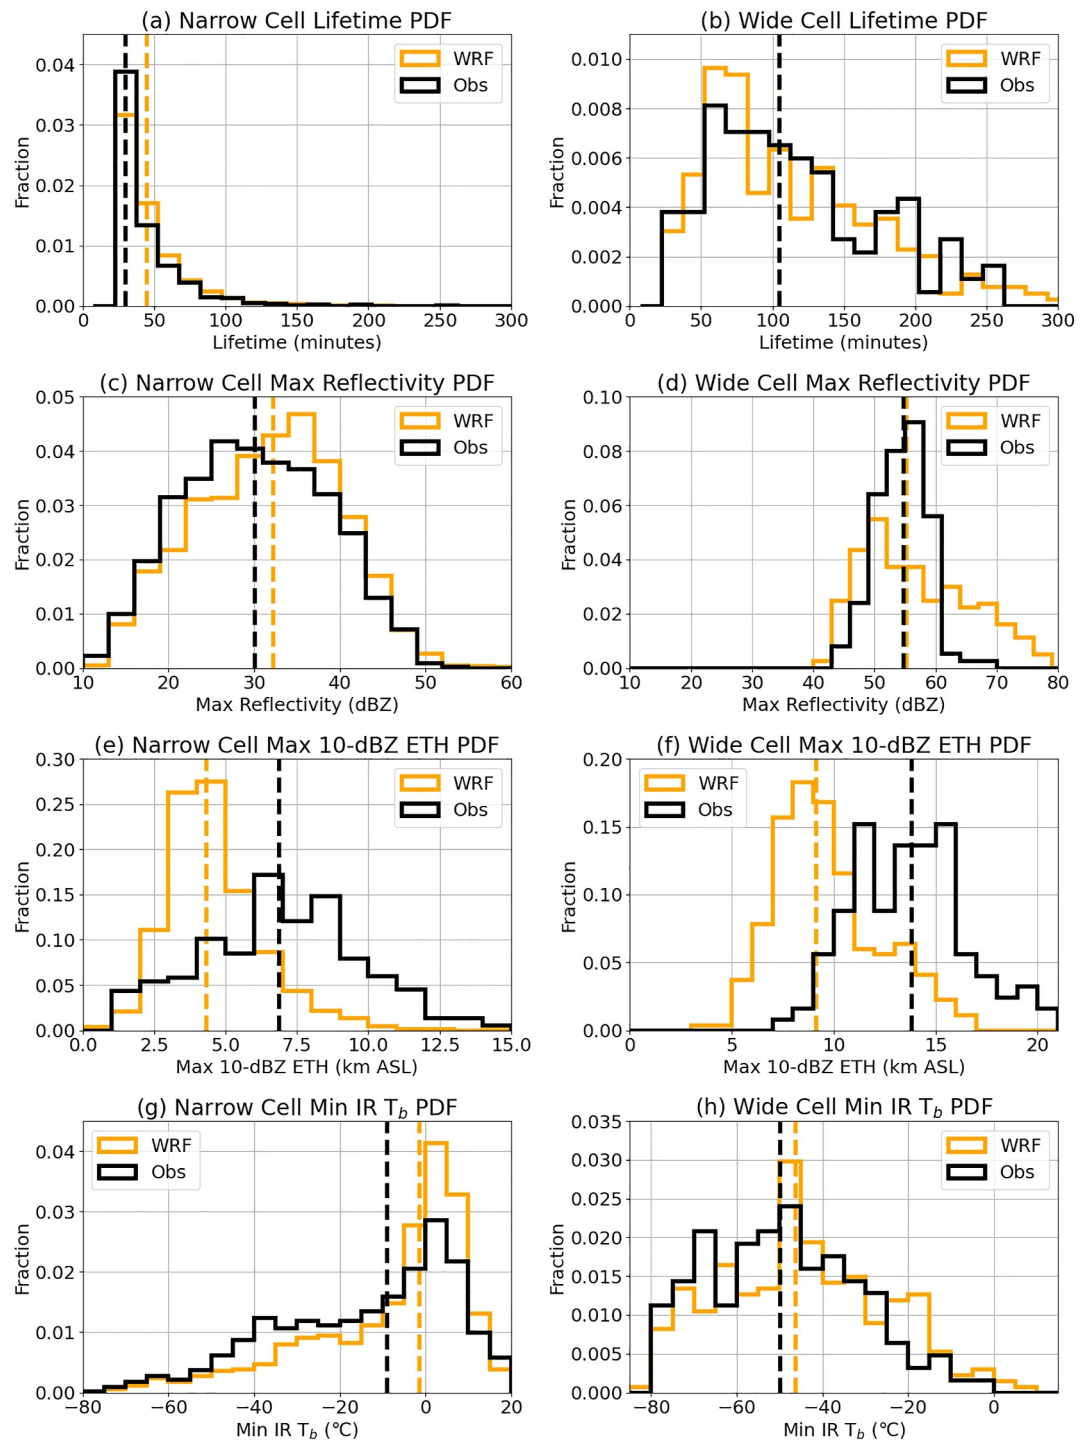 (a) Narrow Cell Lifetime PDF
WRF
Obs
Fraction
0.04
0.03
0.02
0.01
0.00
0 50 100 150 200 250 300
Lifetime (minutes)
(b) Wide Cell Lifetime PDF
WRF
Obs
Fraction
0.010
0.008
0.006
0.004
0.002
0.000
0 50 100 150 200 250 300
Lifetime (minutes)
(c) Narrow Cell Max Reflectivity PDF
WRF
Obs
Fraction
0.05
0.04
0.03
0.02
0.01
0.00
10 20 30 40 50 60
Max Reflectivity (dBZ)
(d) Wide Cell Max Reflectivity PDF
WRF
Obs
Fraction
0.10
0.08
0.06
0.04
0.02
0.00
10 20 30 40 50 60 70 80
Max Reflectivity (dBZ)
(e) Narrow Cell Max 10-dBZ ETH PDF
WRF
Obs
Fraction
0.30
0.25
0.20
0.15
0.10
0.05
0.00
0.0 2.5 5.0 7.5 10.0 12.5 15.0
Max 10-dBZ ETH (km ASL)
(f) Wide Cell Max 10-dBZ ETH PDF
WRF
Obs
Fraction
0.20
0.15
0.10
0.05
0.00
0 5 10 15 20
Max 10-dBZ ETH (km ASL)
(g) Narrow Cell Min IR T_b PDF
WRF
Obs
Fraction
0.04
0.03
0.02
0.01
0.00
−80 −60 −40 −20 0 20
Min IR T_b (°C)
(h) Wide Cell Min IR T_b PDF
WRF
Obs
Fraction
0.035
0.030
0.025
0.020
0.015
0.010
0.005
0.000
−80 −60 −40 −20 0
Min IR T_b (°C)